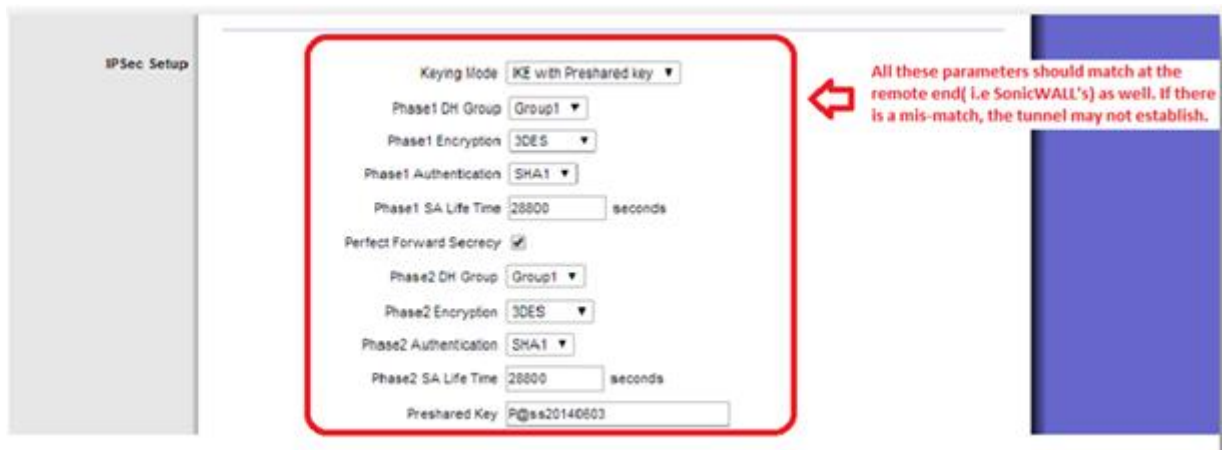 IPSec Setup
Keying Mode IKE with Preshared key
Phase1 DH Group Group1
Phase1 Encryption 3DES
Phase1 Authentication SHA1
Phase1 SA Life Time 28800 seconds
Perfect Forward Secrecy
Phase2 DH Group Group1
Phase2 Encryption 3DES
Phase2 Authentication SHA1
Phase2 SA Life Time 28800 seconds
Preshared Key P@ss20140603
All these parameters should match at the
remote end( i.e SonicWALL's) as well. If there
is a mis-match, the tunnel may not establish.